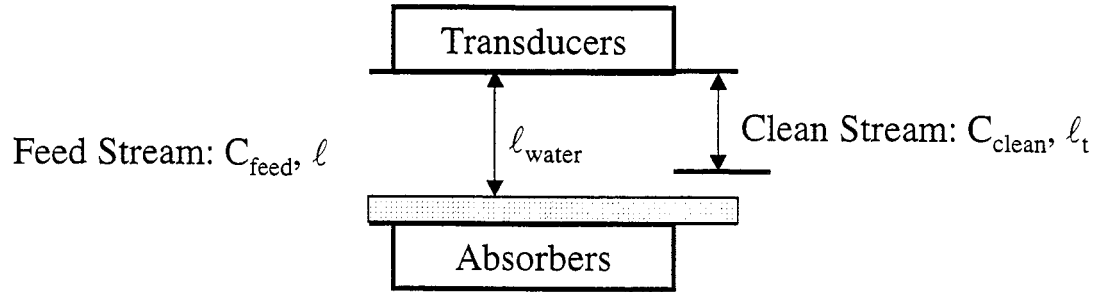 Transducers
Feed Stream: C_feed, ℓ
ℓ_water
Clean Stream: C_clean, ℓ_t
Absorbers